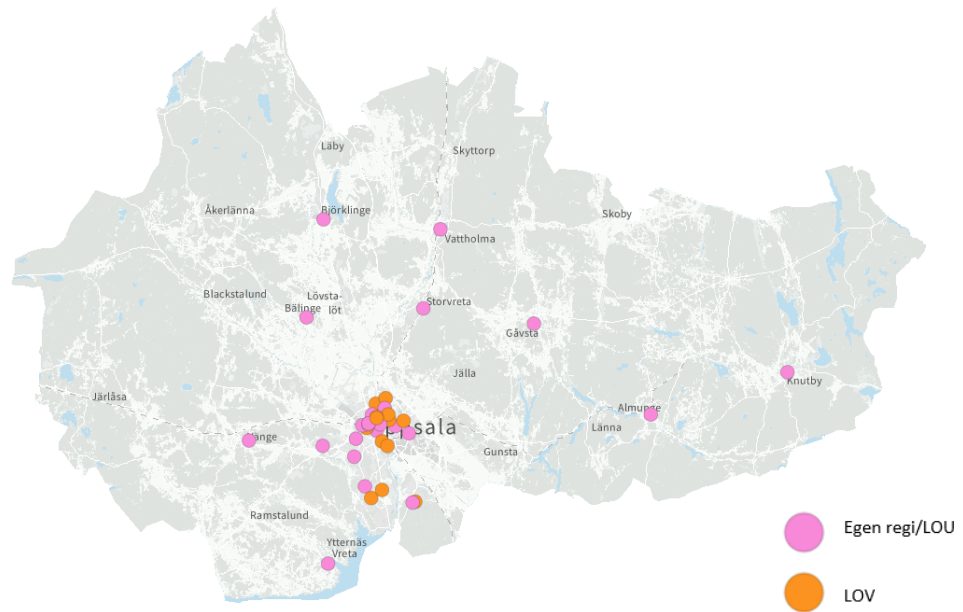 Läby
Skyttorp
Åkerlänna
Björklinge
Skoby
Vattholma
Blackstalund
Lövsta-
löt
Bälinge
Storvreta
Gåvsta
Jälla
Knutby
Järlåsa
Almunge
Länna
Gunsta
Ramstalund
Ytternäs
Vreta
Egen regi/LOU
LOV